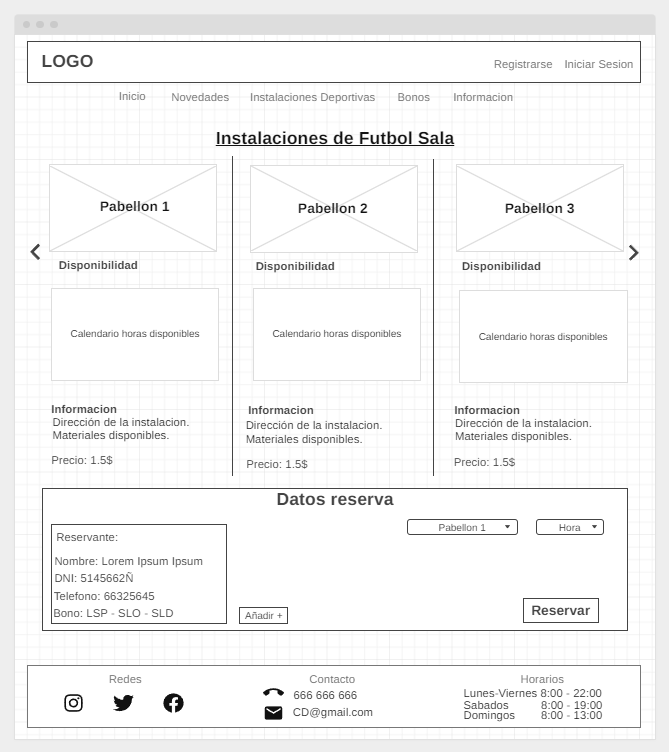 LOGO
Registrarse Iniciar Sesion
Inicio Novedades Instalaciones Deportivas Bonos Informacion
Instalaciones de Futbol Sala
Pabellon 1
Disponibilidad
Calendario horas disponibles
Informacion
Dirección de la instalacion.
Materiales disponibles.
Precio: 1.5$
Pabellon 2
Disponibilidad
Calendario horas disponibles
Informacion
Dirección de la instalacion.
Materiales disponibles.
Precio: 1.5$
Pabellon 3
Disponibilidad
Calendario horas disponibles
Informacion
Dirección de la instalacion.
Materiales disponibles.
Precio: 1.5$
Datos reserva
Pabellon 1 Hora
Reservante:
Nombre: Lorem Ipsum Ipsum
DNI: 5145662Ñ
Telefono: 66325645
Bono: LSP - SLO - SLD
Añadir +
Reservar
Redes
Contacto
666 666 666
CD@gmail.com
Horarios
Lunes-Viernes 8:00 - 22:00
Sabados 8:00 - 19:00
Domingos 8:00 - 13:00